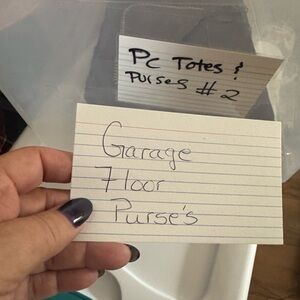 PC Totes &
Purses #2
Garage
Floor
Purse's